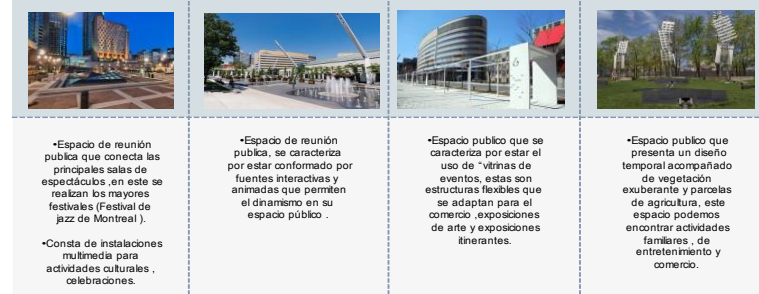 •Espacio de reunión
publica que conecta las
principales salas de
espectáculos ,en este se
realizan los mayores
festivales (Festival de
jazz de Montreal ).
•Consta de instalaciones
multimedia para
actividades culturales ,
celebraciones.
•Espacio de reunión
publica, se caracteriza
por estar conformado por
fuentes interactivas y
animadas que permiten
el dinamismo en su
espacio público .
•Espacio publico que se
caracteriza por estar el
uso de “vitrinas de
eventos, estas son
estructuras flexibles que
se adaptan para el
comercio ,exposiciones
de arte y exposiciones
itinerantes.
•Espacio publico que
presenta un diseño
temporal acompañado
de vegetación
exuberante y parcelas
de agricultura, este
espacio podemos
encontrar actividades
familiares , de
entretenimiento y
comercio.